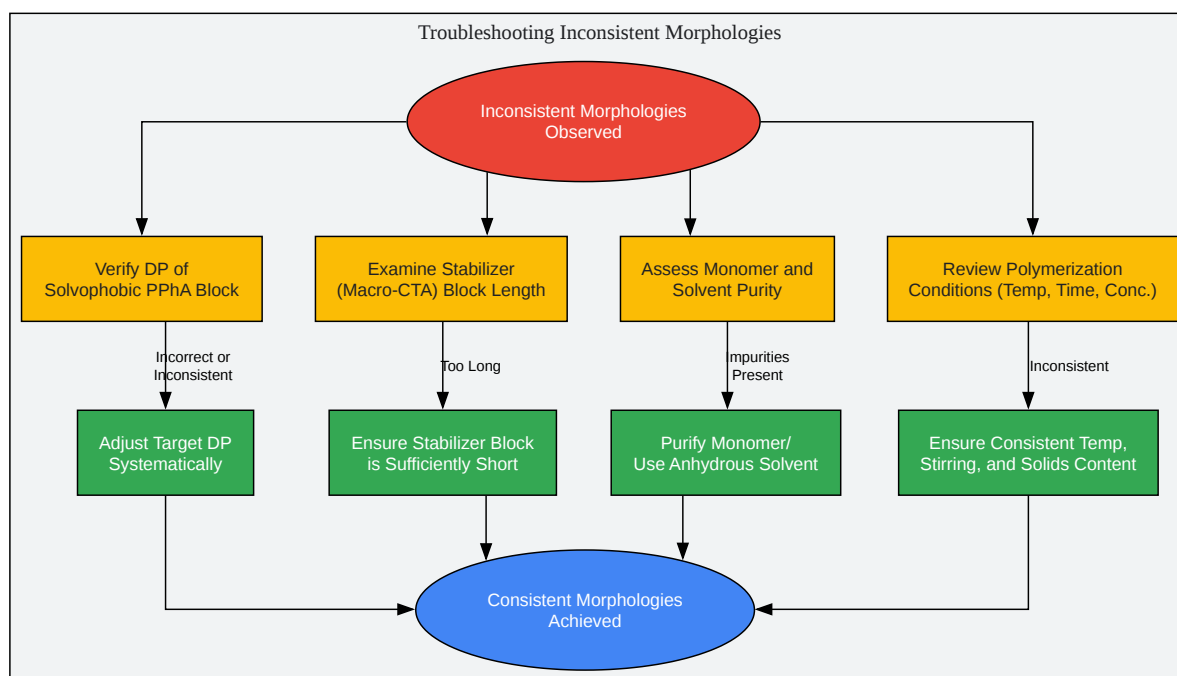 Troubleshooting Inconsistent Morphologies
Inconsistent Morphologies
Observed
Verify DP of
Solvophobic PPhA Block
Examine Stabilizer
(Macro-CTA) Block Length
Assess Monomer and
Solvent Purity
Review Polymerization
Conditions (Temp, Time, Conc.)
Incorrect or
Inconsistent
Too Long
Impurities
Present
Inconsistent
Adjust Target DP
Systematically
Ensure Stabilizer Block
is Sufficiently Short
Purify Monomer/
Use Anhydrous Solvent
Ensure Consistent Temp,
Stirring, and Solids Content
Consistent Morphologies
Achieved